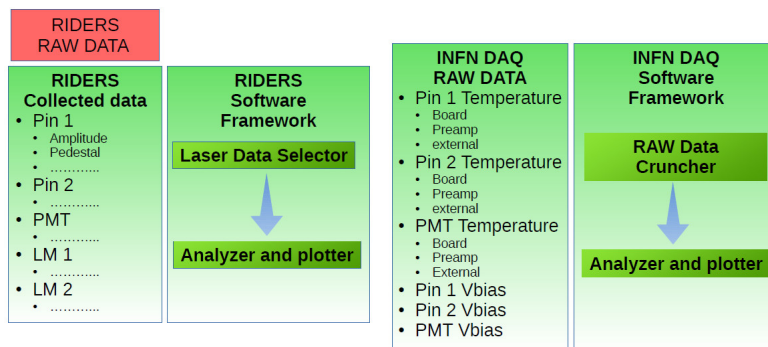 RIDERS
RAW DATA
RIDERS
Collected data
• Pin 1
• Amplitude
• Pedestal
• ...............
• Pin 2
• ...............
• PMT
• ...............
• LM 1
• ...............
• LM 2
• ...............
RIDERS
Software
Framework
Laser Data Selector
Analyzer and plotter
INFN DAQ
RAW DATA
• Pin 1 Temperature
• Board
• Preamp
• external
• Pin 2 Temperature
• Board
• Preamp
• external
• PMT Temperature
• Board
• Preamp
• External
• Pin 1 Vbias
• Pin 2 Vbias
• PMT Vbias
INFN DAQ
Software
Framework
RAW Data
Cruncher
Analyzer and plotter